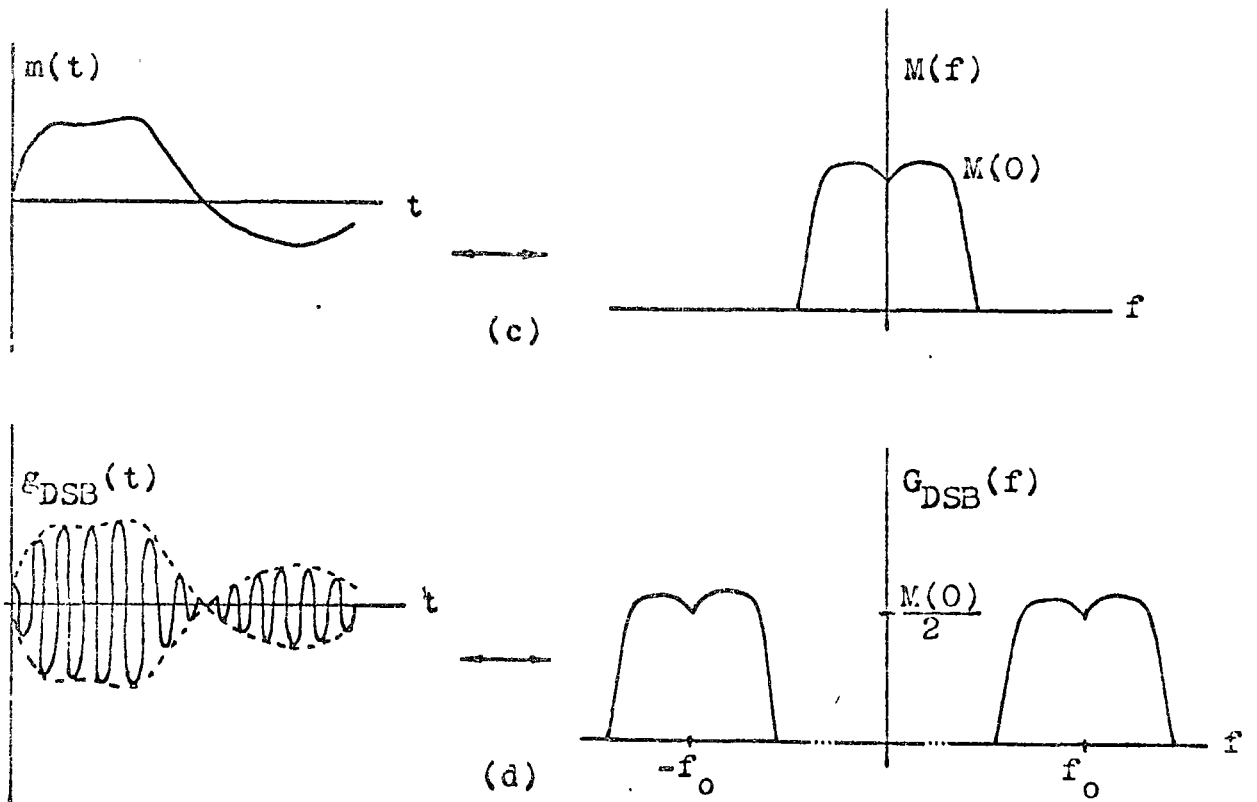 m(t)
M(f)
M(0)
t
f
(c)
g_DSB(t)
G_DSB(f)
t
M(0)
2
f
-f_o
f_o
(d)